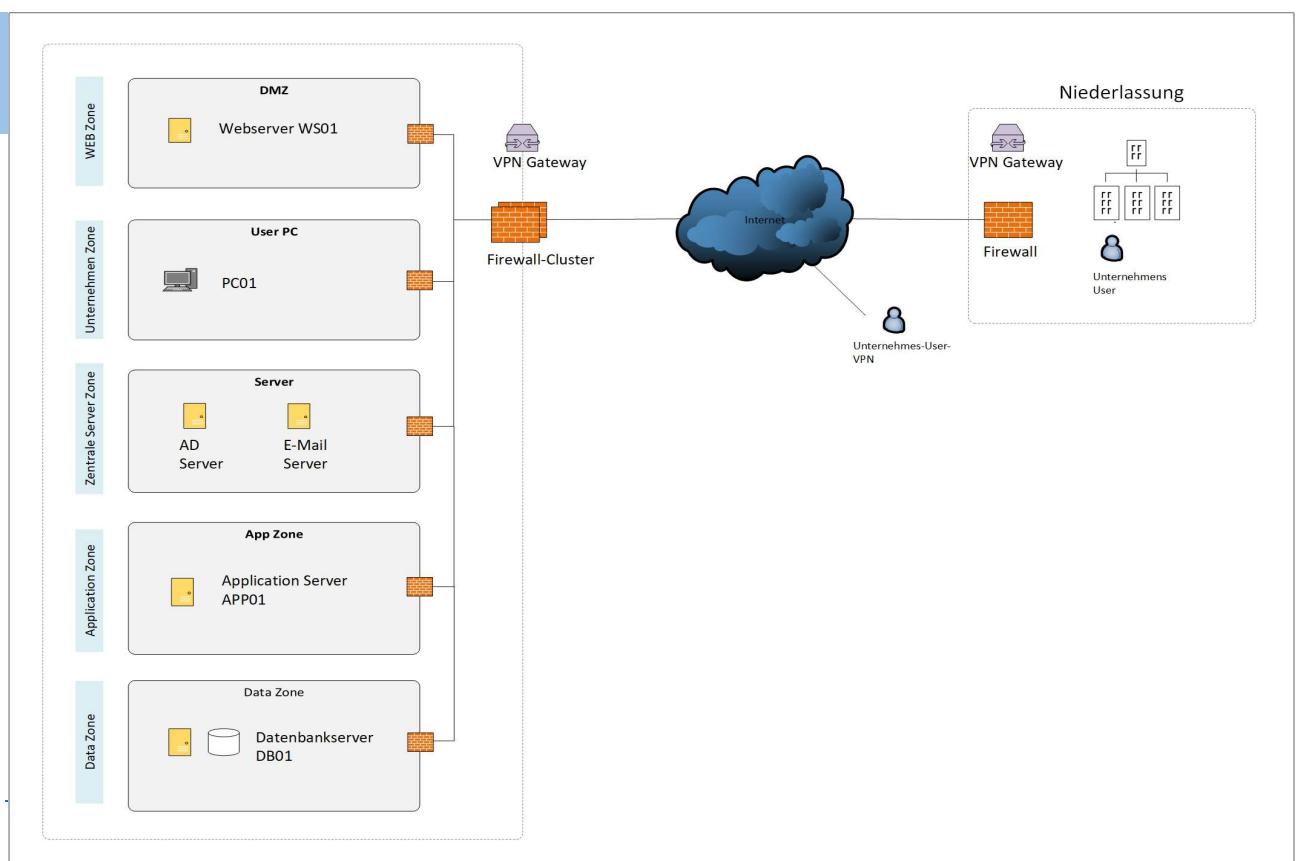 DMZ
WEB Zone
Webserver WS01
User PC
Unternehmen Zone
PC01
Server
Zentrale Server Zone
AD
Server
E-Mail
Server
App Zone
Application Zone
Application Server
APP01
Data Zone
Data Zone
Datenbankserver
DB01
VPN Gateway
Firewall-Cluster
Internet
Unternehmes-User-
VPN
Niederlassung
VPN Gateway
Firewall
Unternehmens
User